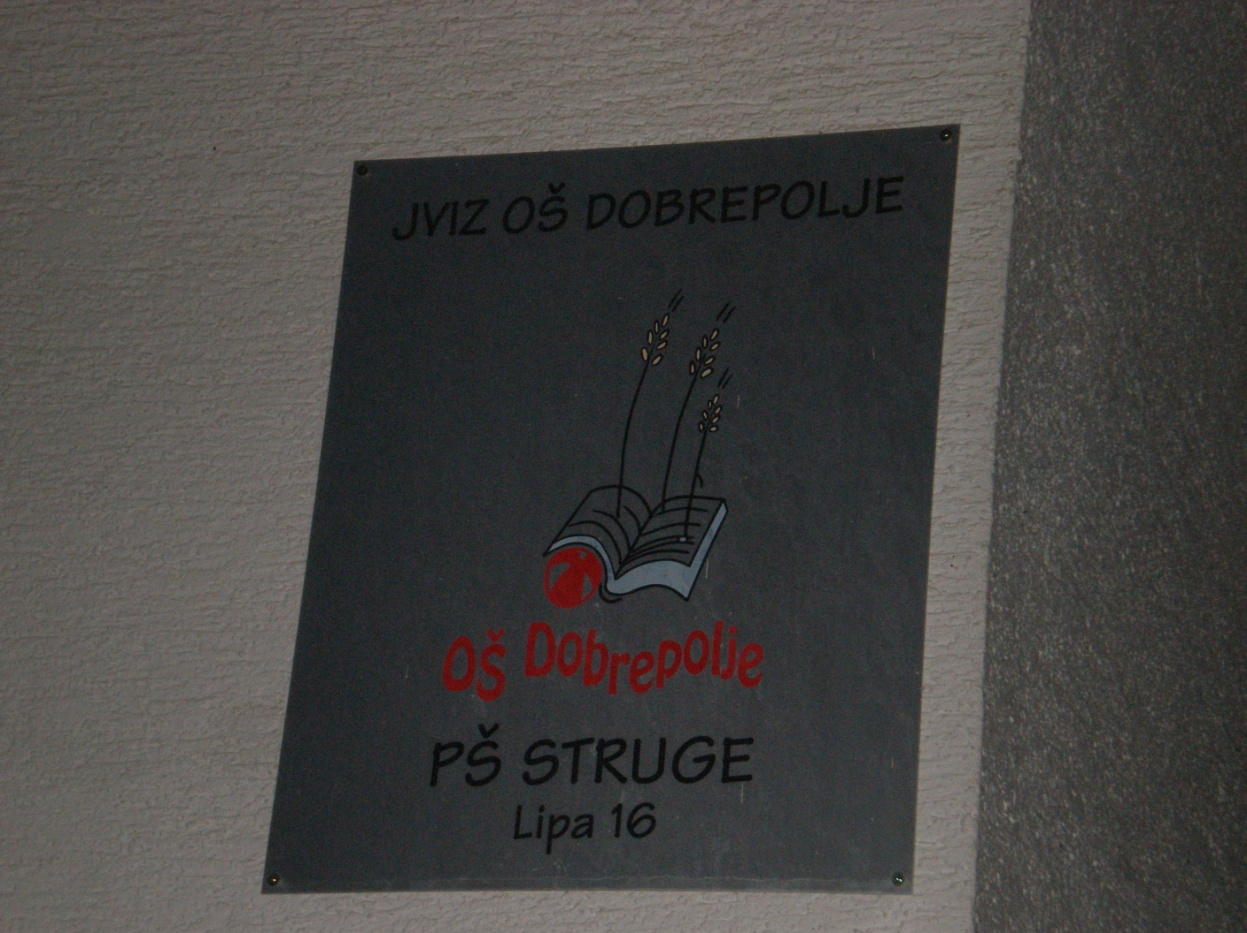 JVIZ OŠ DOBREPOLJE
OŠ Dobrepolje
PŠ STRUGE
Lipa 16